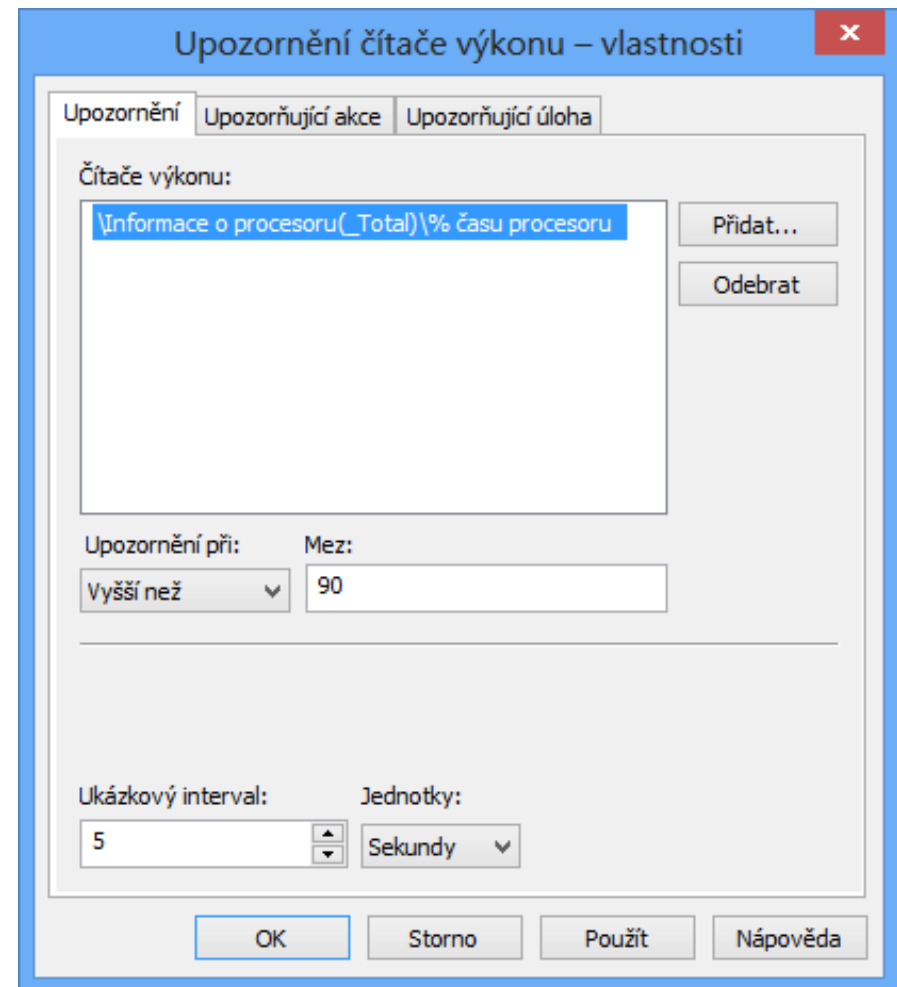 Upozornění čítače výkonu – vlastnosti
Upozornění Upozorňující akce Upozorňující úloha
Čítače výkonu:
\Informace o procesoru(_Total)\% času procesoru
Přidat...
Odebrat
Upozornění při: Mez:
Vyšší než 90
Ukázkový interval: Jednotky:
5 Sekundy
OK Storno Použít Nápověda